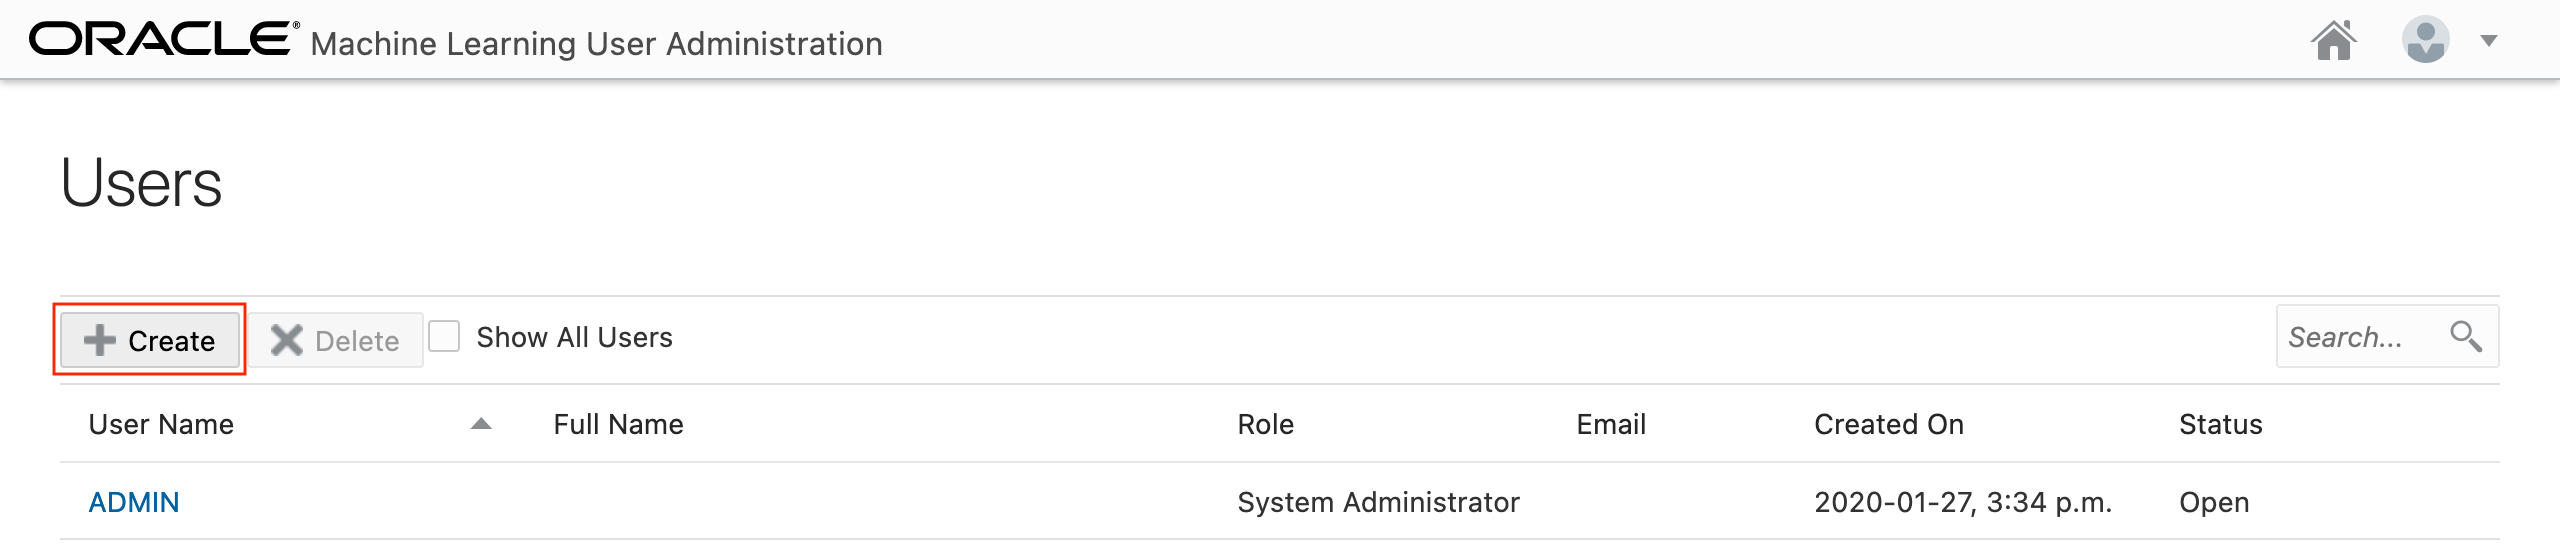 ORACLE® Machine Learning User Administration
Users
Create Delete Show All Users Search...
User Name Full Name Role Email Created On Status
ADMIN System Administrator 2020-01-27, 3:34 p.m. Open